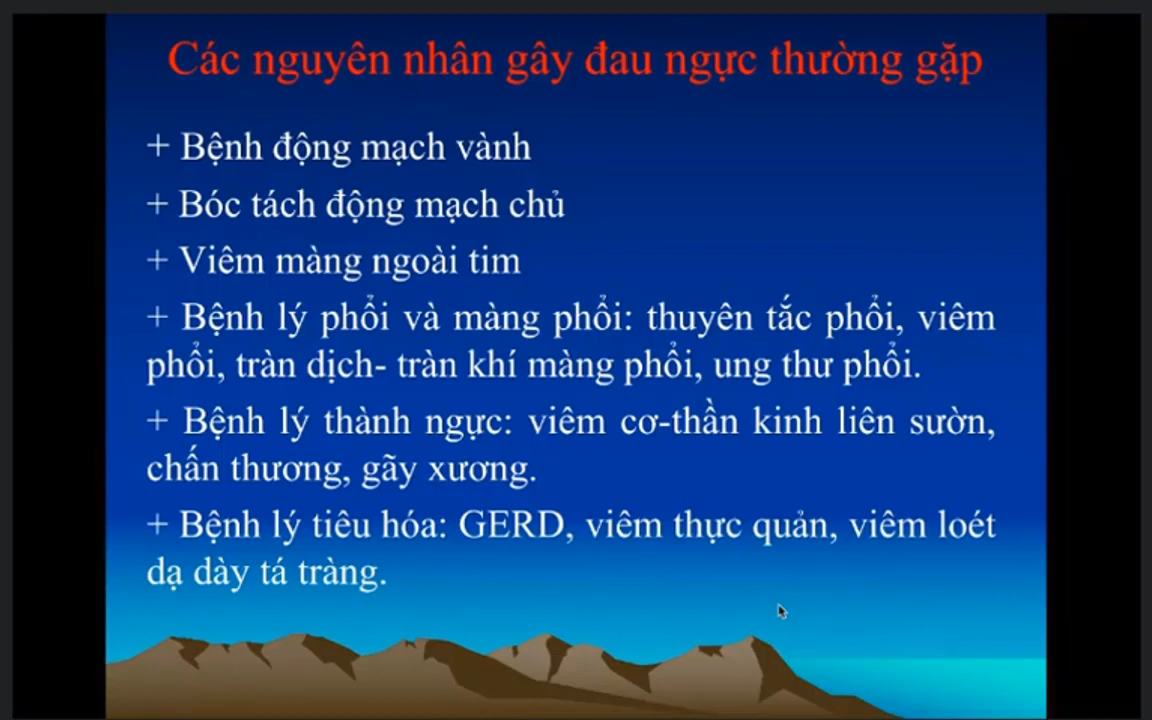 Các nguyên nhân gây đau ngực thường gặp
+ Bệnh động mạch vành
+ Bóc tách động mạch chủ
+ Viêm màng ngoài tim
+ Bệnh lý phổi và màng phổi: thuyên tắc phổi, viêm
phổi, tràn dịch- tràn khí màng phổi, ung thư phổi.
+ Bệnh lý thành ngực: viêm cơ-thần kinh liên sườn,
chấn thương, gãy xương.
+ Bệnh lý tiêu hóa: GERD, viêm thực quản, viêm loét
dạ dày tá tràng.